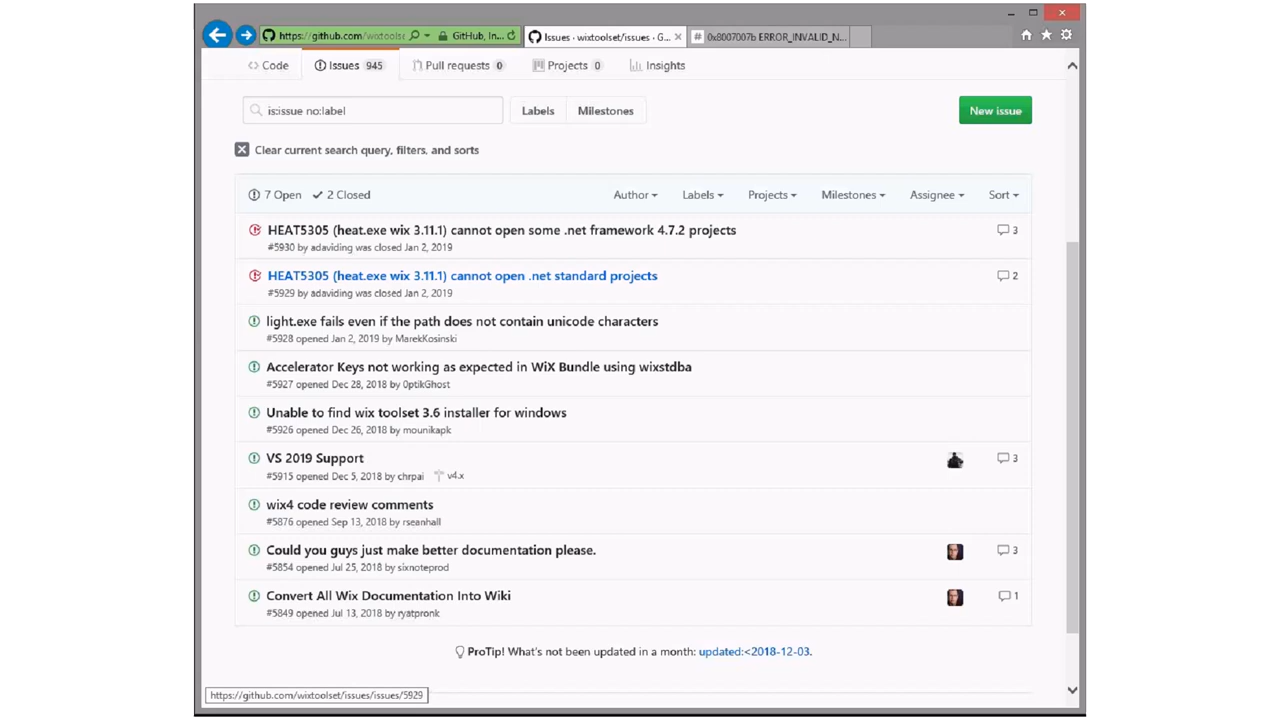 https://github.com/wixtoolse GitHub, In... Issues · wixtoolset/issues · G... × # 0x8007007b ERROR_INVALID_N...
<> Code Issues 945 Pull requests 0 Projects 0 Insights
is:issue no:label Labels Milestones New issue
Clear current search query, filters, and sorts
7 Open 2 Closed Author Labels Projects Milestones Assignee Sort
HEAT5305 (heat.exe wix 3.11.1) cannot open some .net framework 4.7.2 projects 3
#5930 by adaviding was closed Jan 2, 2019
HEAT5305 (heat.exe wix 3.11.1) cannot open .net standard projects 2
#5929 by adaviding was closed Jan 2, 2019
light.exe fails even if the path does not contain unicode characters
#5928 opened Jan 2, 2019 by MarekKosinski
Accelerator Keys not working as expected in WiX Bundle using wixstdba
#5927 opened Dec 28, 2018 by 0ptikGhost
Unable to find wix toolset 3.6 installer for windows
#5926 opened Dec 26, 2018 by mounikapk
VS 2019 Support 3
#5915 opened Dec 5, 2018 by chrpai v4.x
wix4 code review comments
#5876 opened Sep 13, 2018 by rseanhall
Could you guys just make better documentation please. 3
#5854 opened Jul 25, 2018 by sixnoteprod
Convert All Wix Documentation Into Wiki 1
#5849 opened Jul 13, 2018 by ryatpronk
ProTip! What's not been updated in a month: updated:<2018-12-03.
https://github.com/wixtoolset/issues/issues/5929